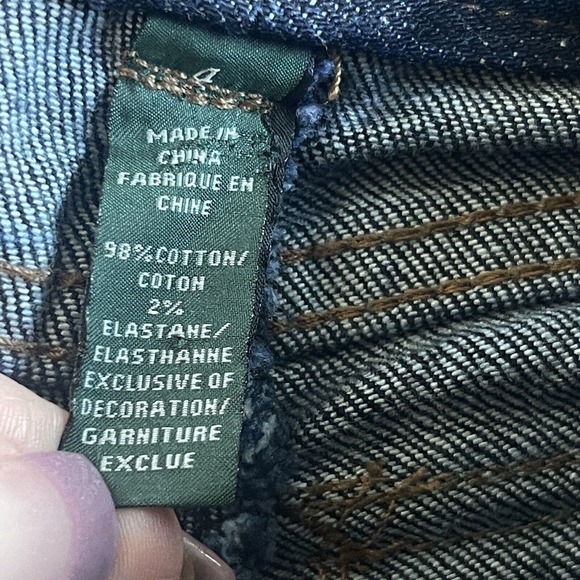 4
MADE IN
CHINA
FABRIQUE EN
CHINE
98% COTTON/
COTON
2%
ELASTANE/
ELASTHANNE
EXCLUSIVE OF
DECORATION/
GARNITURE
EXCLUE